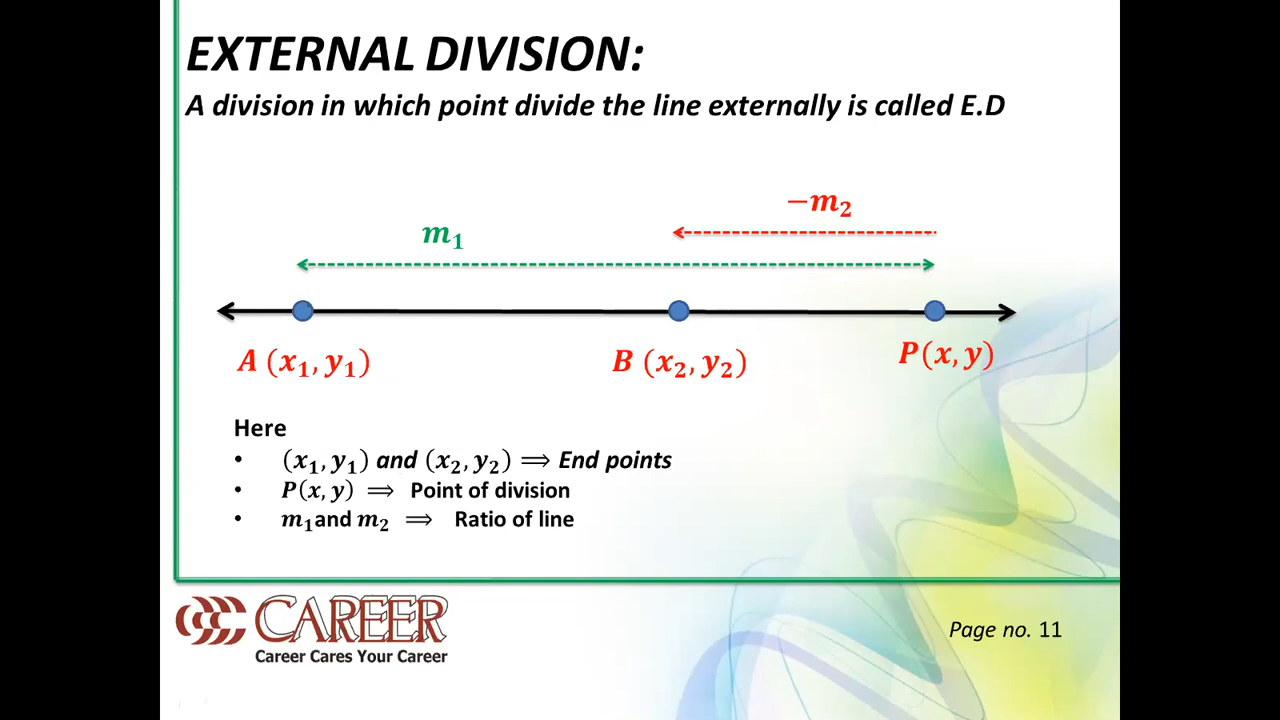 EXTERNAL DIVISION:
A division in which point divide the line externally is called E.D
−m₂
m₁
A (x₁, y₁) B (x₂, y₂) P(x, y)
Here
• (x₁, y₁) and (x₂, y₂) ⟹ End points
• P(x, y) ⟹ Point of division
• m₁and m₂ ⟹ Ratio of line
CAREER
Career Cares Your Career
Page no. 11